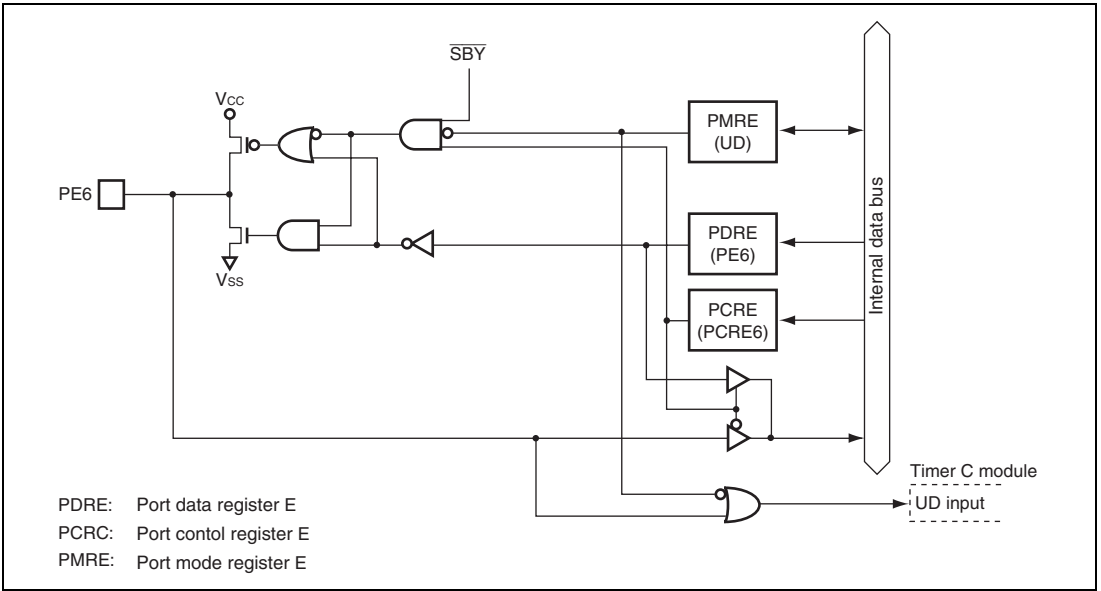 SBY
VCC
PMRE
(UD)
PE6
PDRE
(PE6)
VSS
PCRE
(PCRE6)
Internal data bus
Timer C module
UD input
PDRE: Port data register E
PCRC: Port contol register E
PMRE: Port mode register E